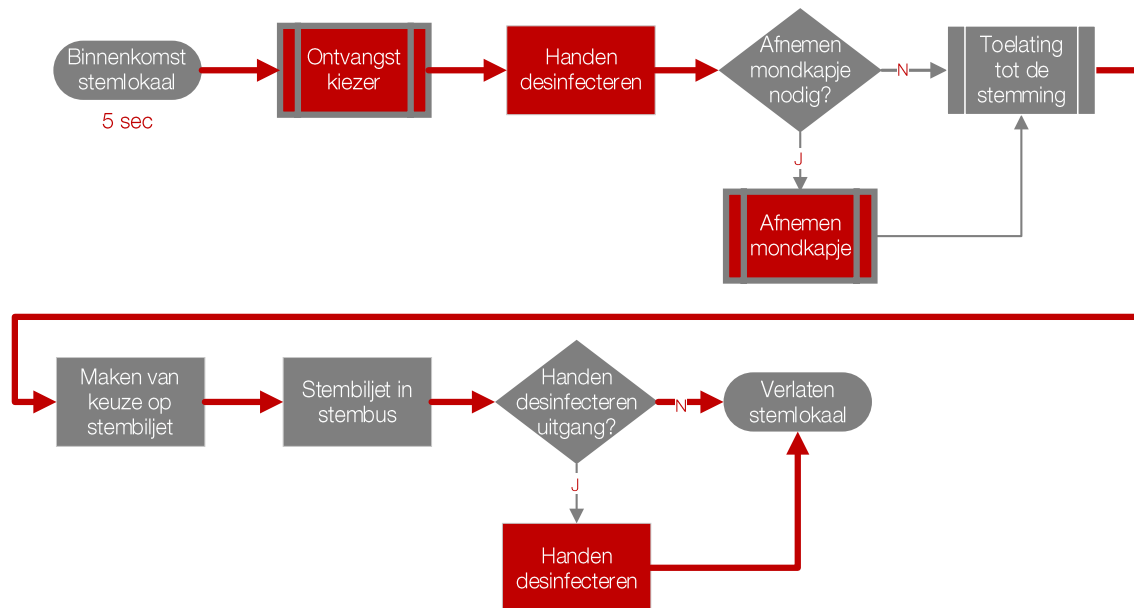 Binnenkomst
stemlokaal
5 sec
Ontvangst
kiezer
Handen
desinfecteren
Afnemen
mondkapje
nodig?
N
Toelating
tot de
stemming
J
Afnemen
mondkapje
Maken van
keuze op
stembiljet
Stembiljet in
stembus
Handen
desinfecteren
uitgang?
N
Verlaten
stemlokaal
J
Handen
desinfecteren